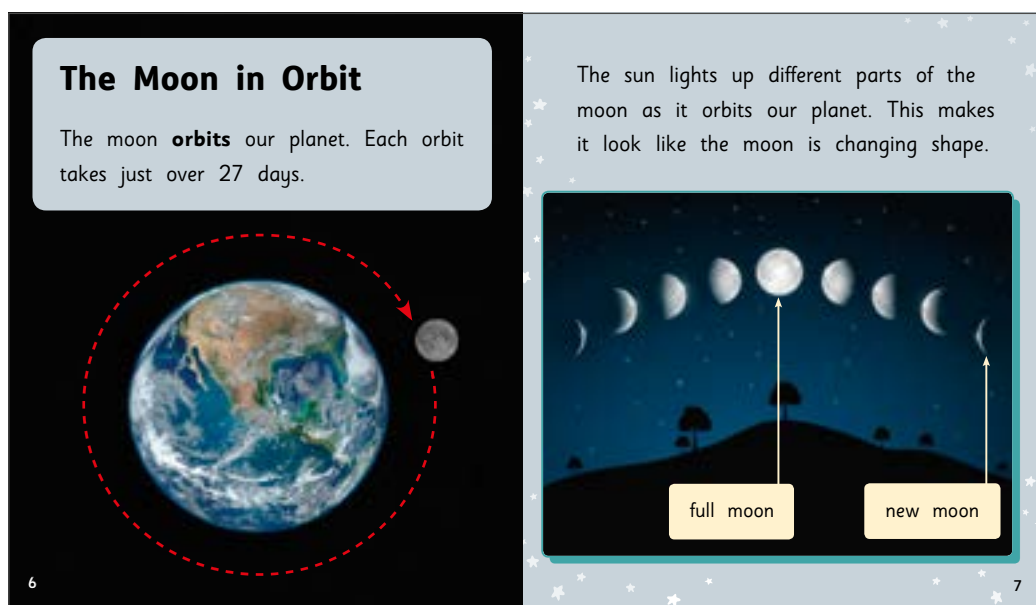 The Moon in Orbit
The moon orbits our planet. Each orbit
takes just over 27 days.
6
The sun lights up different parts of the
moon as it orbits our planet. This makes
it look like the moon is changing shape.
full moon
new moon
7